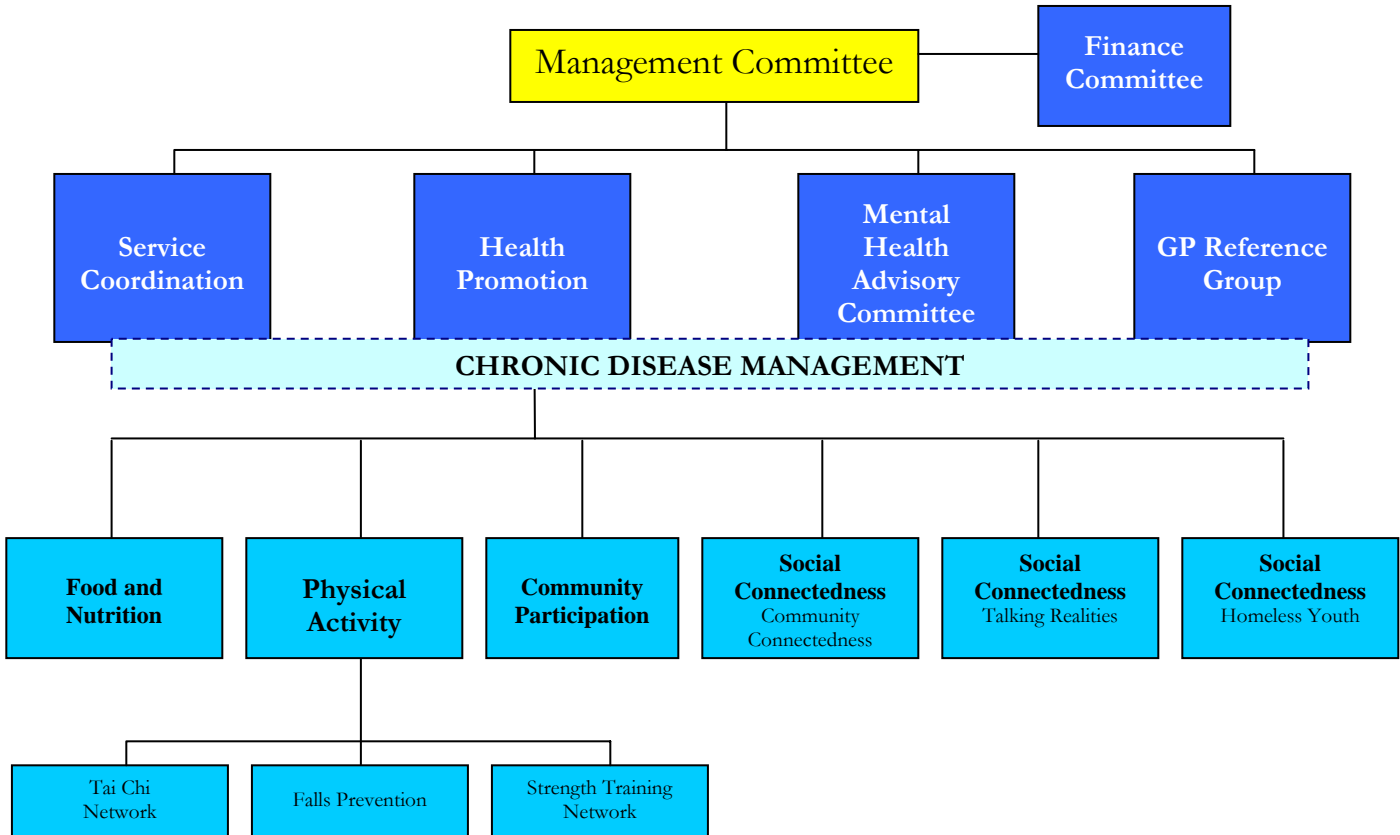 Management Committee
Finance
Committee
Service
Coordination
Health
Promotion
Mental
Health
Advisory
Committee
GP Reference
Group
CHRONIC DISEASE MANAGEMENT
Food and
Nutrition
Physical
Activity
Community
Participation
Social
Connectedness
Community
Connectedness
Social
Connectedness
Talking Realities
Social
Connectedness
Homeless Youth
Tai Chi
Network
Falls Prevention
Strength Training
Network